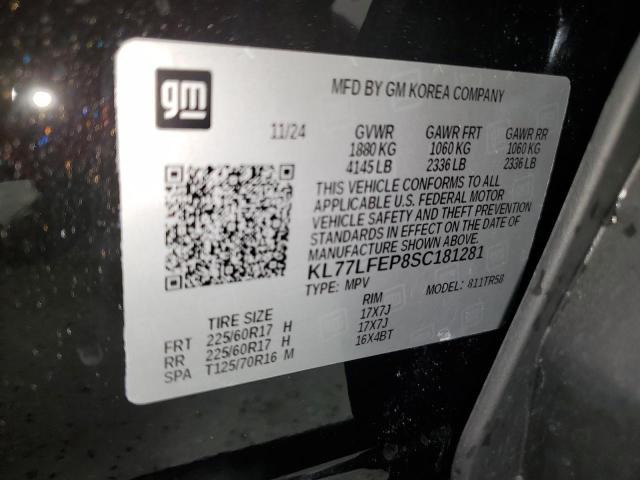 gm
MFD BY GM KOREA COMPANY
11/24 GVWR GAWR FRT GAWR RR
1880 KG 1060 KG 1060 KG
4145 LB 2336 LB 2336 LB
THIS VEHICLE CONFORMS TO ALL
APPLICABLE U.S. FEDERAL MOTOR
VEHICLE SAFETY AND THEFT PREVENTION
STANDARDS IN EFFECT ON THE DATE OF
MANUFACTURE SHOWN ABOVE.
KL77LFEP8SC181281
TYPE: MPV MODEL: 811TR58
TIRE SIZE RIM
FRT 225/60R17 H 17X7J
RR 225/60R17 H 17X7J
SPA T125/70R16 M 16X4BT